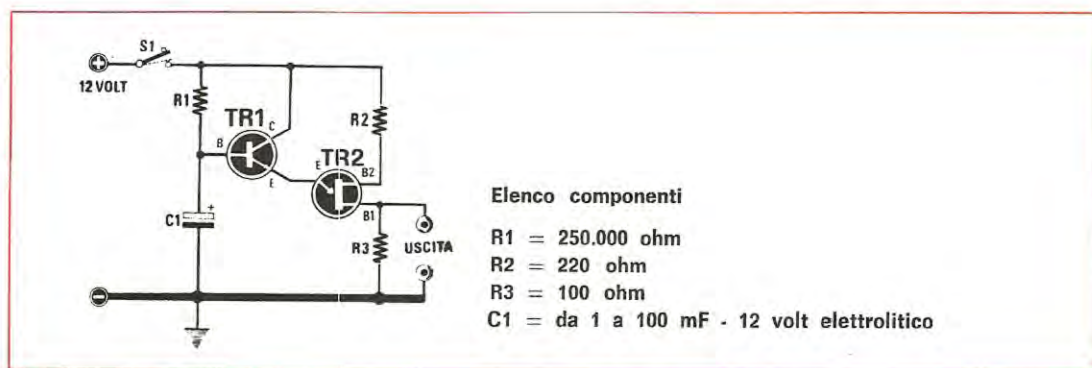 S1
12 VOLT
R1
TR1
C
B
E
R2
TR2
E
B2
B1
C1
+
R3
USCITA
Elenco componenti
R1 = 250.000 ohm
R2 = 220 ohm
R3 = 100 ohm
C1 = da 1 a 100 mF - 12 volt elettrolitico